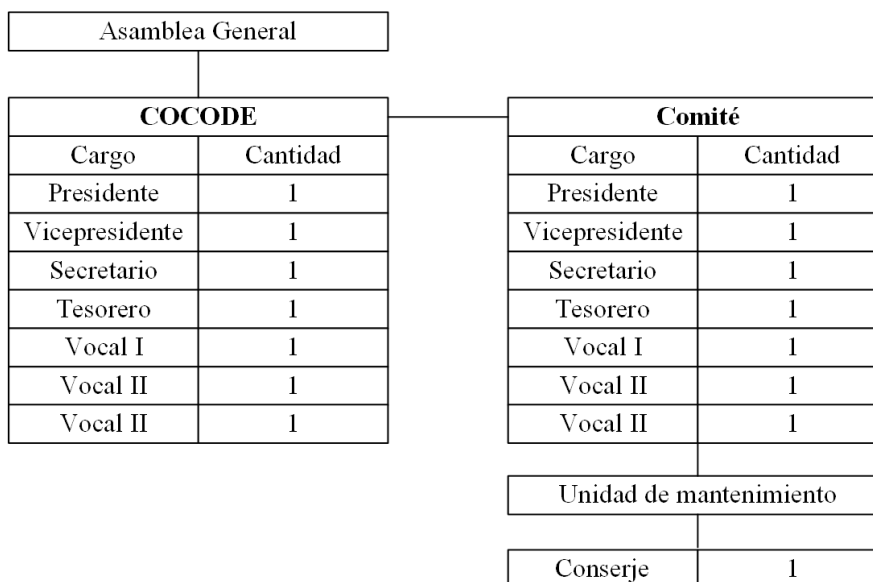 Asamblea General
COCODE
Cargo Cantidad
Presidente 1
Vicepresidente 1
Secretario 1
Tesorero 1
Vocal I 1
Vocal II 1
Vocal II 1
Comité
Cargo Cantidad
Presidente 1
Vicepresidente 1
Secretario 1
Tesorero 1
Vocal I 1
Vocal II 1
Vocal II 1
Unidad de mantenimiento
Conserje 1